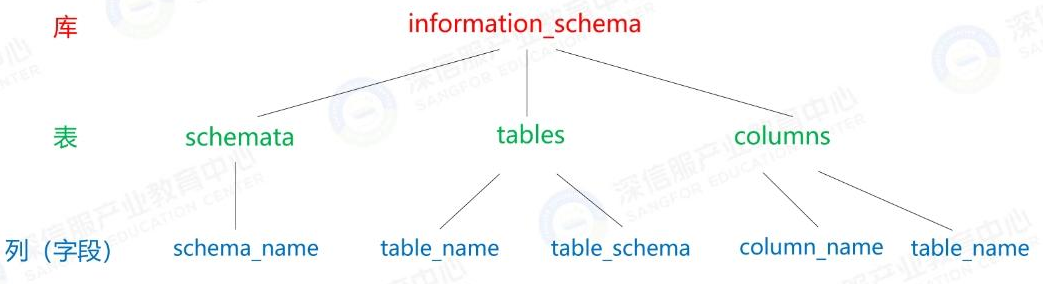 库 information_schema
表 schemata tables columns
列（字段） schema_name table_name table_schema column_name table_name
深信服产业教育中心
SANGFOR EDUCATION CENTER